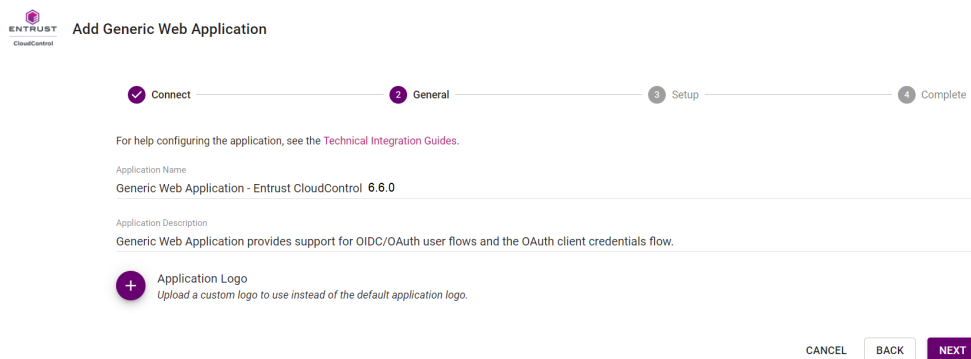 ENTRUST
CloudControl
Add Generic Web Application
Connect
2 General
3 Setup
4 Complete
For help configuring the application, see the Technical Integration Guides.
Application Name
Generic Web Application - Entrust CloudControl 6.6.0
Application Description
Generic Web Application provides support for OIDC/OAuth user flows and the OAuth client credentials flow.
Application Logo
Upload a custom logo to use instead of the default application logo.
CANCEL BACK NEXT